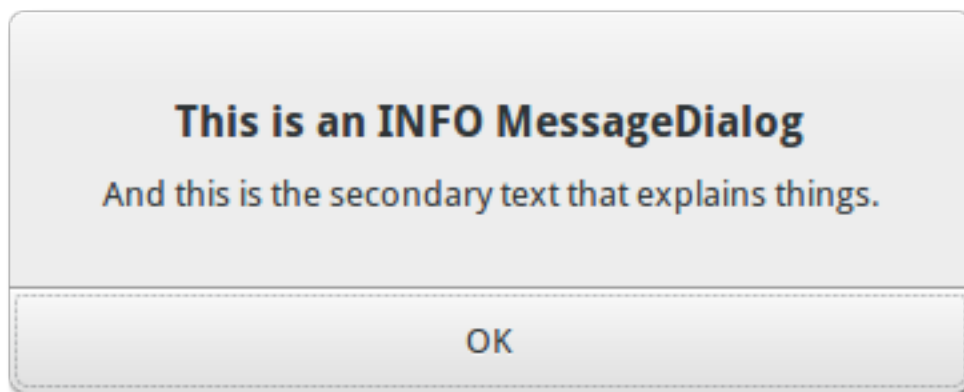 This is an INFO MessageDialog
And this is the secondary text that explains things.
OK